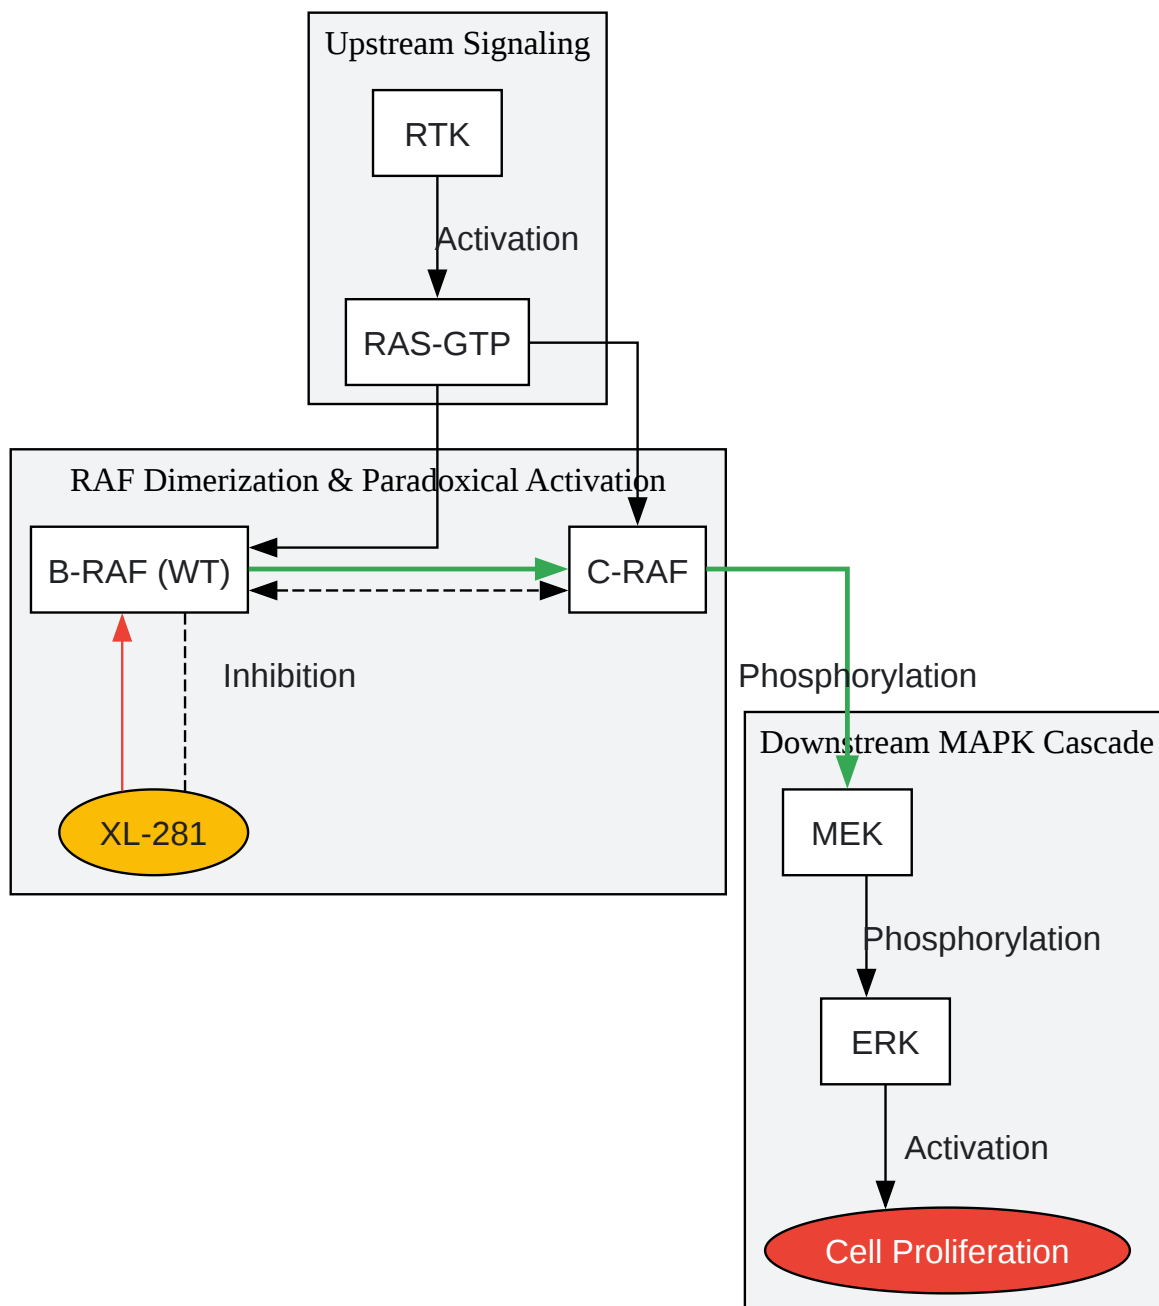 Upstream Signaling
RTK
Activation
RAS-GTP
RAF Dimerization & Paradoxical Activation
B-RAF (WT)
C-RAF
Inhibition
XL-281
Phosphorylation
Downstream MAPK Cascade
MEK
Phosphorylation
ERK
Activation
Cell Proliferation